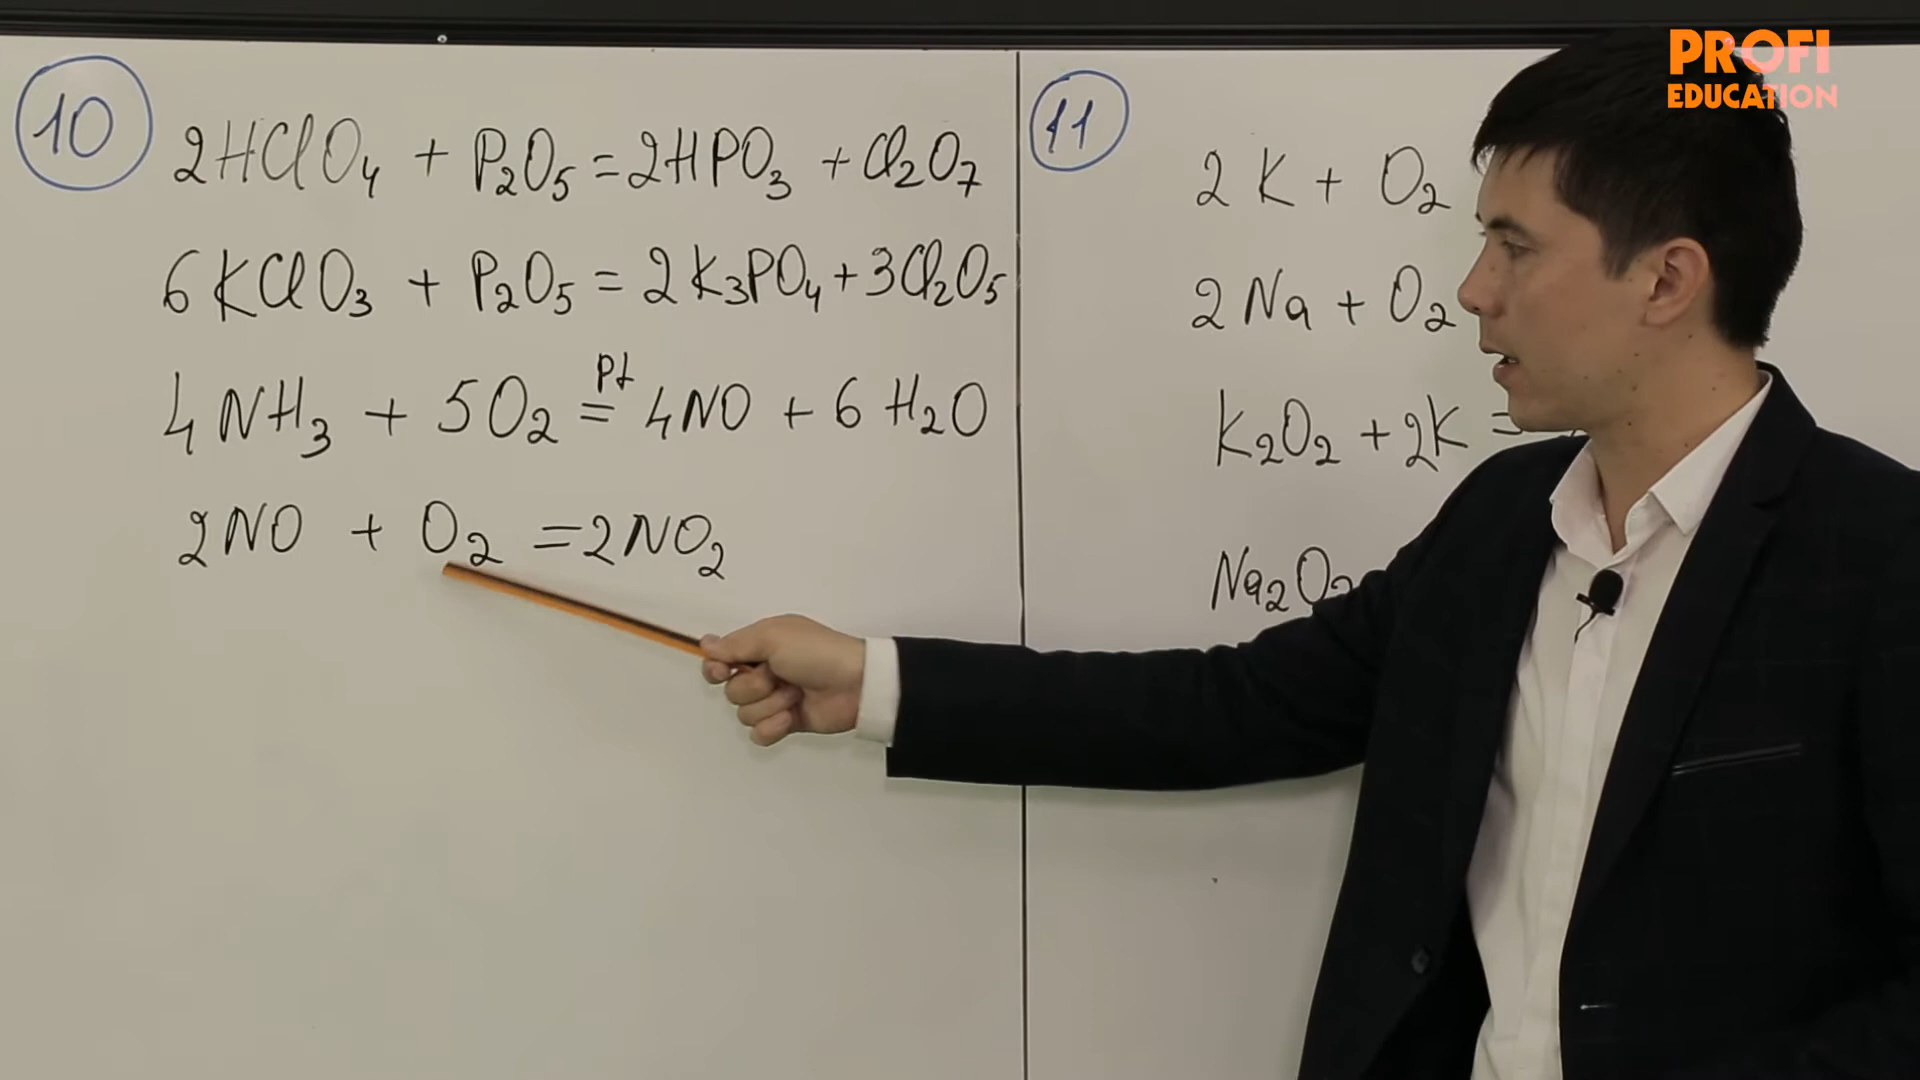 PROFI
EDUCATION
10
2HClO₄ + P₂O₅ = 2HPO₃ + Cl₂O₇
6KClO₃ + P₂O₅ = 2K₃PO₄ + 3Cl₂O₅
Pt
4NH₃ + 5O₂ = 4NO + 6H₂O
2NO + O₂ = 2NO₂
11
2K + O₂
2Na + O₂
K₂O₂ + 2K =
Na₂O₂